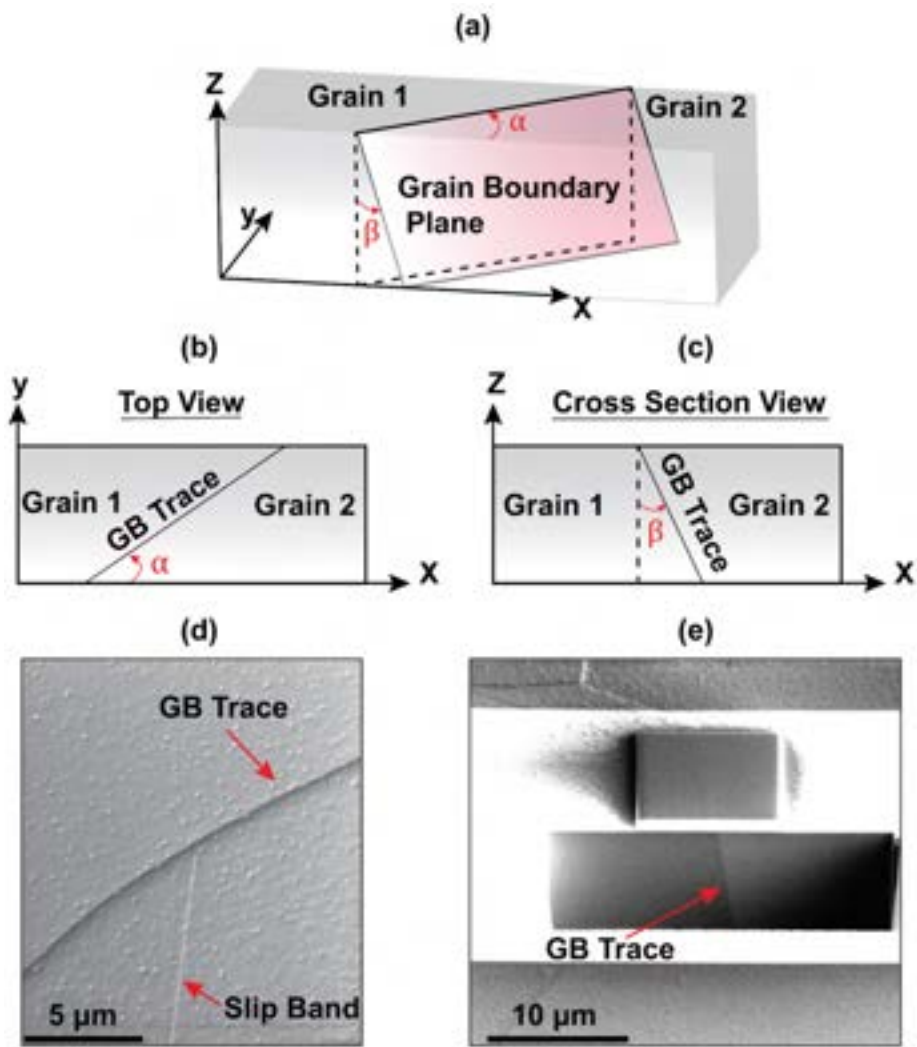 (a)
Z
Grain 1
Grain 2
α
Grain Boundary
Plane
y
β
X
(b)
(c)
y
Top View
Grain 1
GB Trace
Grain 2
α
X
Z
Cross Section View
Grain 1
GB Trace
Grain 2
β
X
(d)
(e)
GB Trace
Slip Band
5 μm
GB Trace
10 μm